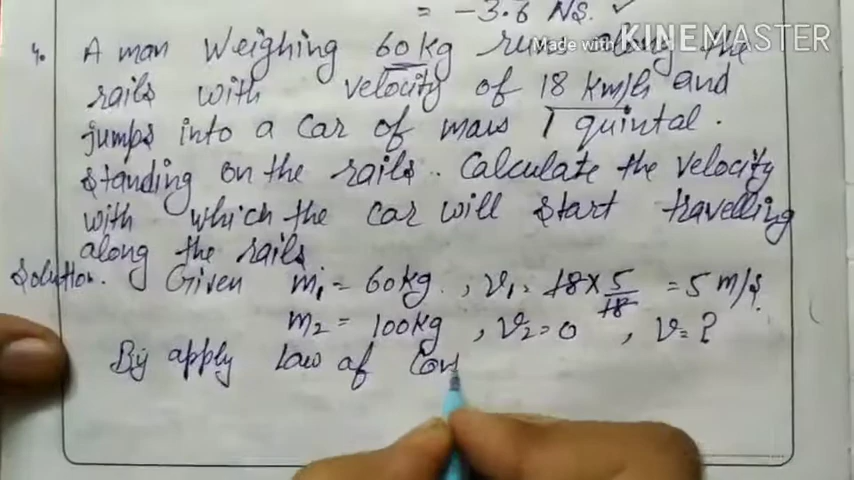 = -3.6 NS. ✓
4. A man weighing 60 kg runs along the
Made with KINEMASTER
rails with velocity of 18 km/h and
jumps into a car of mass 1 quintal.
standing on the rails. Calculate the velocity
with which the car will start travelling
along the rails
Solution. Given m₁ = 60 kg, v₁ = 18 × 5/18 = 5 m/s.
m₂ = 100 kg, v₂ = 0, v = ?
By apply law of Con